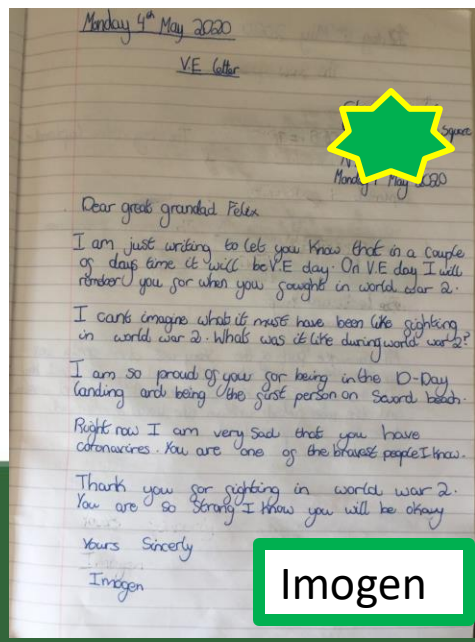 Monday 4th May 2020
V.E letter
Square
Monday May 2020
Dear great grandad Felex
I am just writing to let you know that in a couple
of days time it will be V.E day. On V.E day I will
you for when you fought in world war 2.
I cant imagine what it must have been like fighting
in world war 2. What was it like during world war 2?
I am so proud of you for being in the D-Day
landing and being the first person on Sword beach.
Right now I am very sad that you have
coronavires. You are one of the bravest people I know.
Thank you for fighting in world war 2.
You are so strong I know you will be okay
Yours Sincerly
Imogen
Imogen